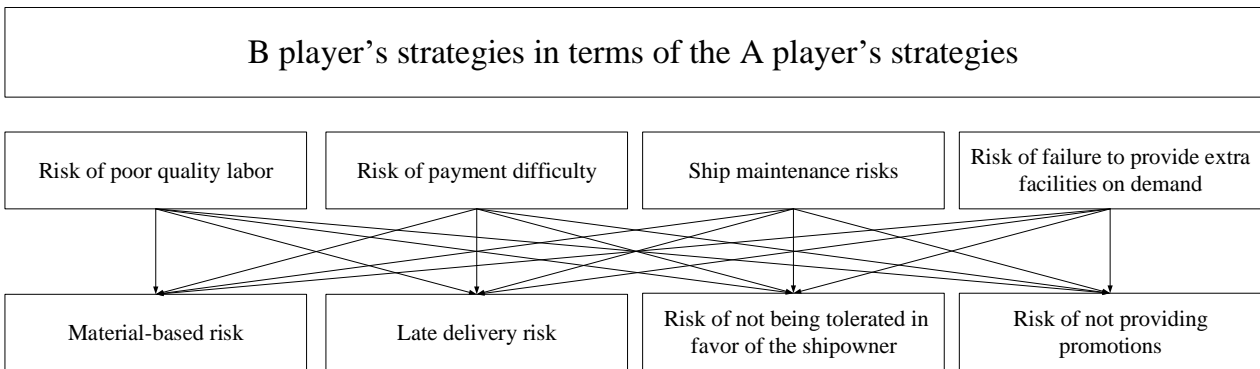 B player’s strategies in terms of the A player’s strategies
Risk of poor quality labor
Risk of payment difficulty
Ship maintenance risks
Risk of failure to provide extra
facilities on demand
Material-based risk
Late delivery risk
Risk of not being tolerated in
favor of the shipowner
Risk of not providing
promotions